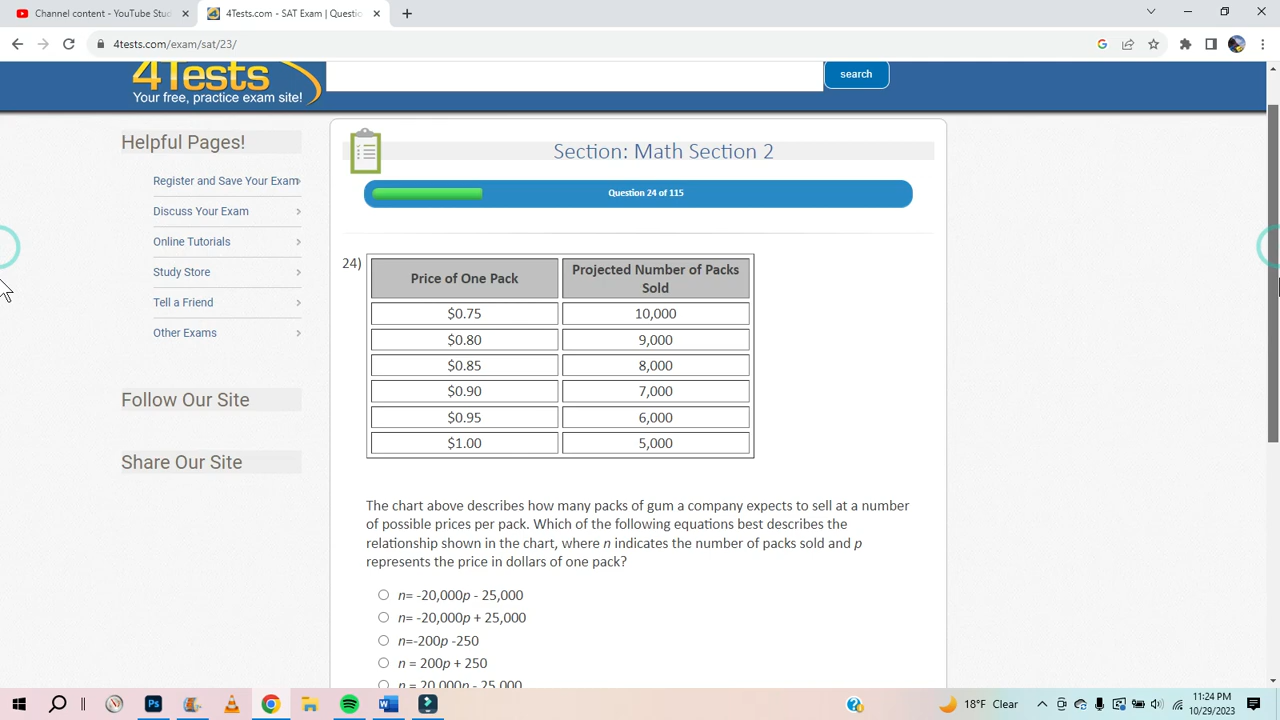 Channel content - YouTube Stud
4Tests.com - SAT Exam | Questio
4tests.com/exam/sat/23/
4Tests
Your free, practice exam site!
search
Helpful Pages!
Register and Save Your Exam
Discuss Your Exam
Online Tutorials
Study Store
Tell a Friend
Other Exams
Follow Our Site
Share Our Site
Section: Math Section 2
Question 24 of 115
24)
Price of One Pack Projected Number of Packs Sold
$0.75 10,000
$0.80 9,000
$0.85 8,000
$0.90 7,000
$0.95 6,000
$1.00 5,000
The chart above describes how many packs of gum a company expects to sell at a number
of possible prices per pack. Which of the following equations best describes the
relationship shown in the chart, where n indicates the number of packs sold and p
represents the price in dollars of one pack?
n= -20,000p - 25,000
n= -20,000p + 25,000
n=-200p -250
n = 200p + 250
n = 20,000p - 25,000
18°F Clear
11:24 PM
10/29/2023